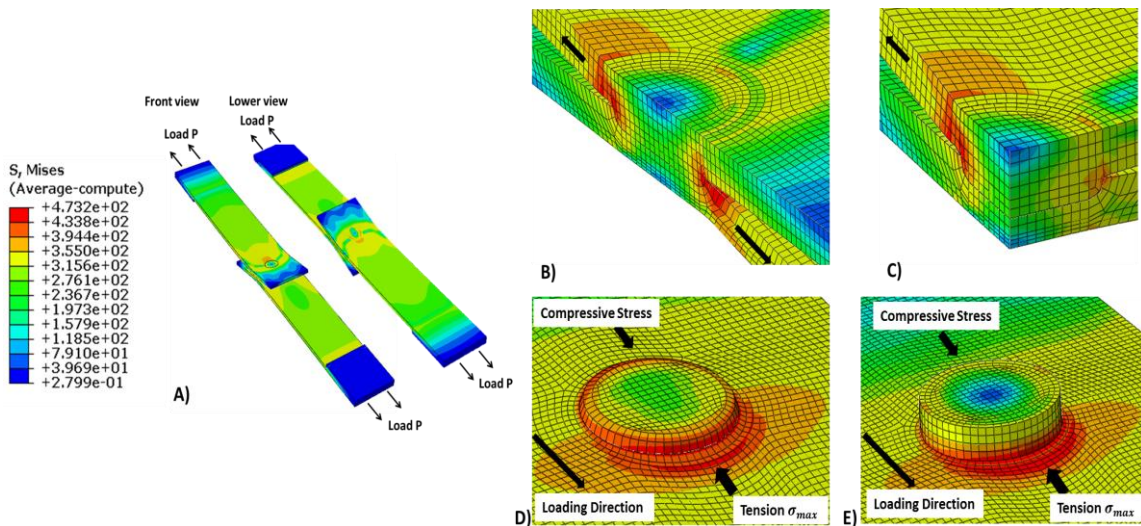 Front view
Lower view
Load P
Load P
S, Mises
(Average-compute)
+4.732e+02
+4.338e+02
+3.944e+02
+3.550e+02
+3.156e+02
+2.761e+02
+2.367e+02
+1.973e+02
+1.579e+02
+1.185e+02
+7.910e+01
+3.969e+01
+2.799e-01
A)
Load P
Load P
B)
C)
Compressive Stress
Loading Direction
Tension σmax
D)
Compressive Stress
Loading Direction
Tension σmax
E)